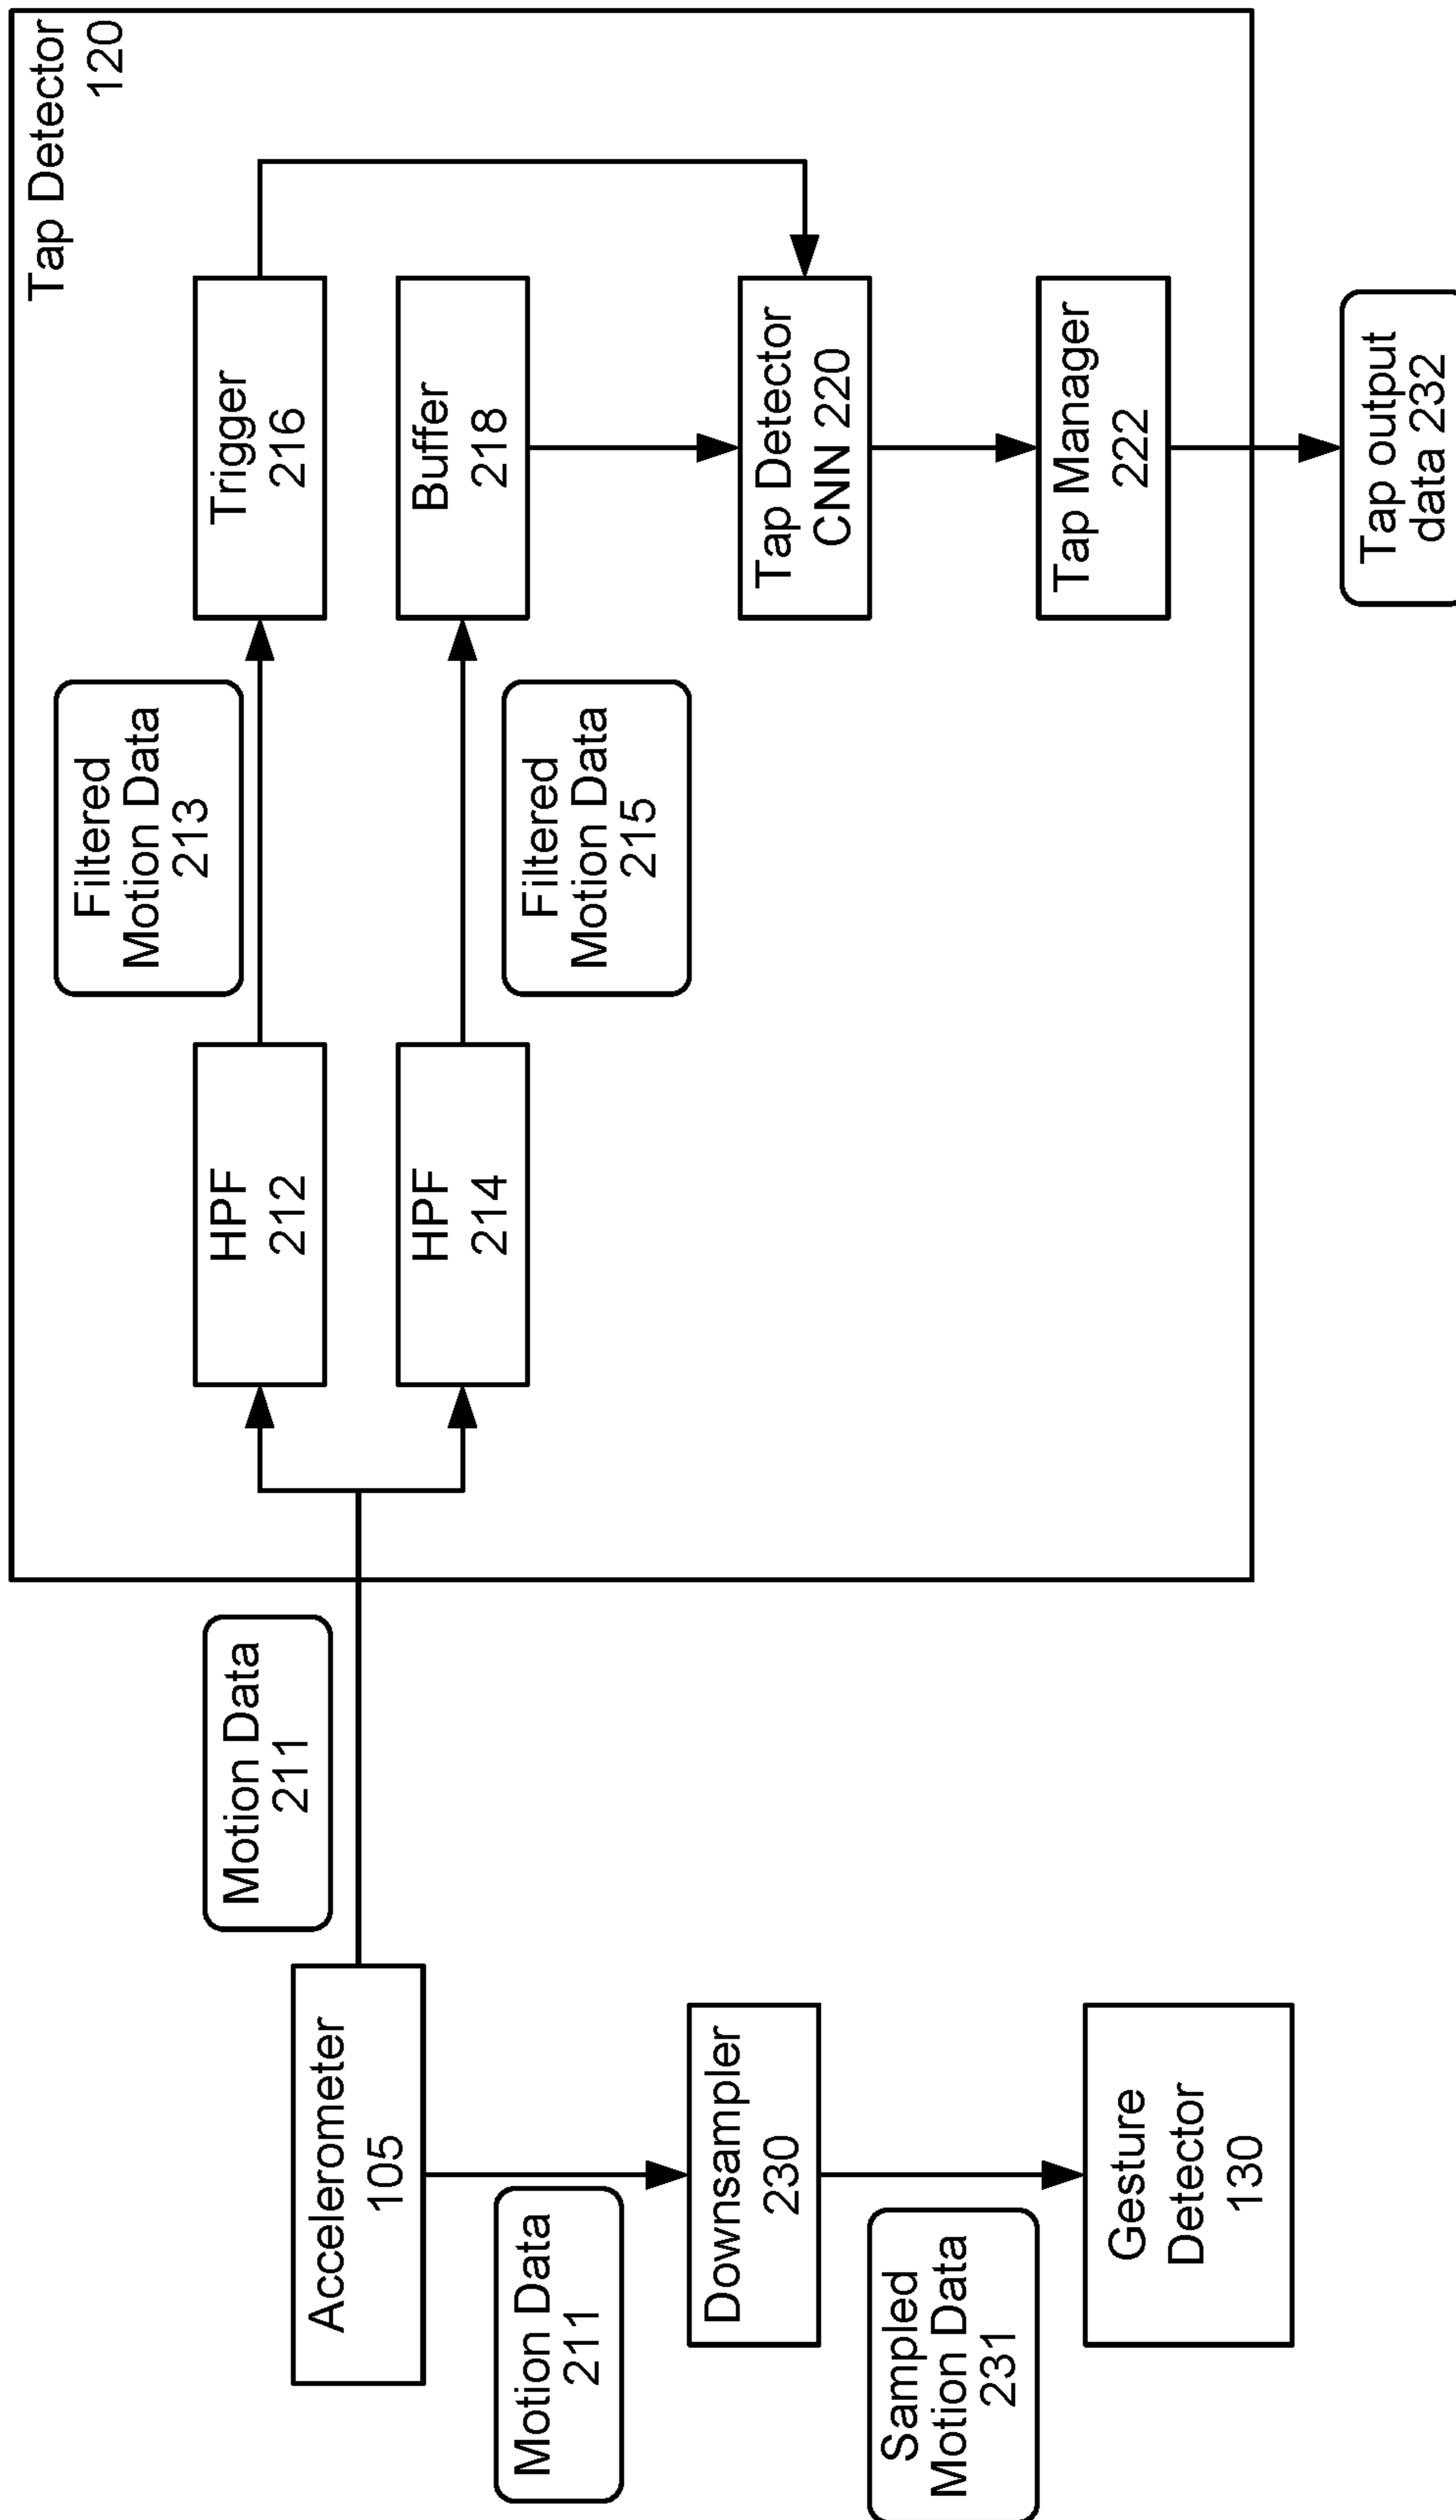 Tap Detector
120
Accelerometer
105
Motion Data
211
HPF
212
Filtered
Motion Data
213
Trigger
216
HPF
214
Filtered
Motion Data
215
Buffer
218
Motion Data
211
Downsampler
230
Tap Detector
CNN 220
Sampled
Motion Data
231
Tap Manager
222
Gesture
Detector
130
Tap output
data 232